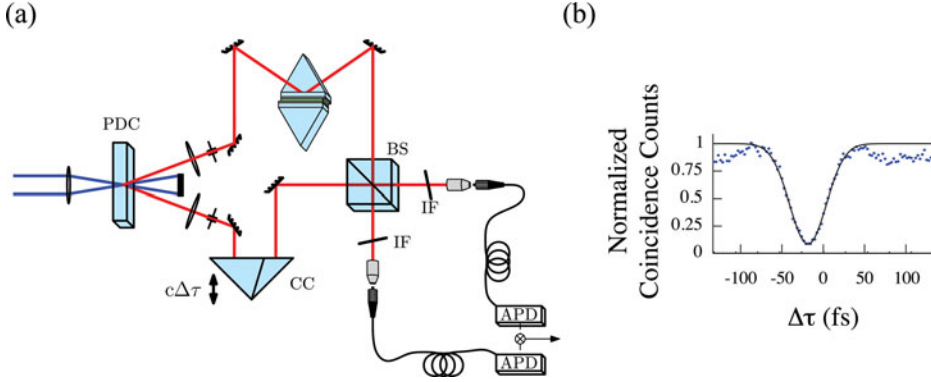 (a)
PDC
BS
IF
IF
cΔτ
CC
APD
APD
(b)
Normalized
Coincidence Counts
1
0.75
0.5
0.25
0
-100
-50
0
50
100
Δτ (fs)